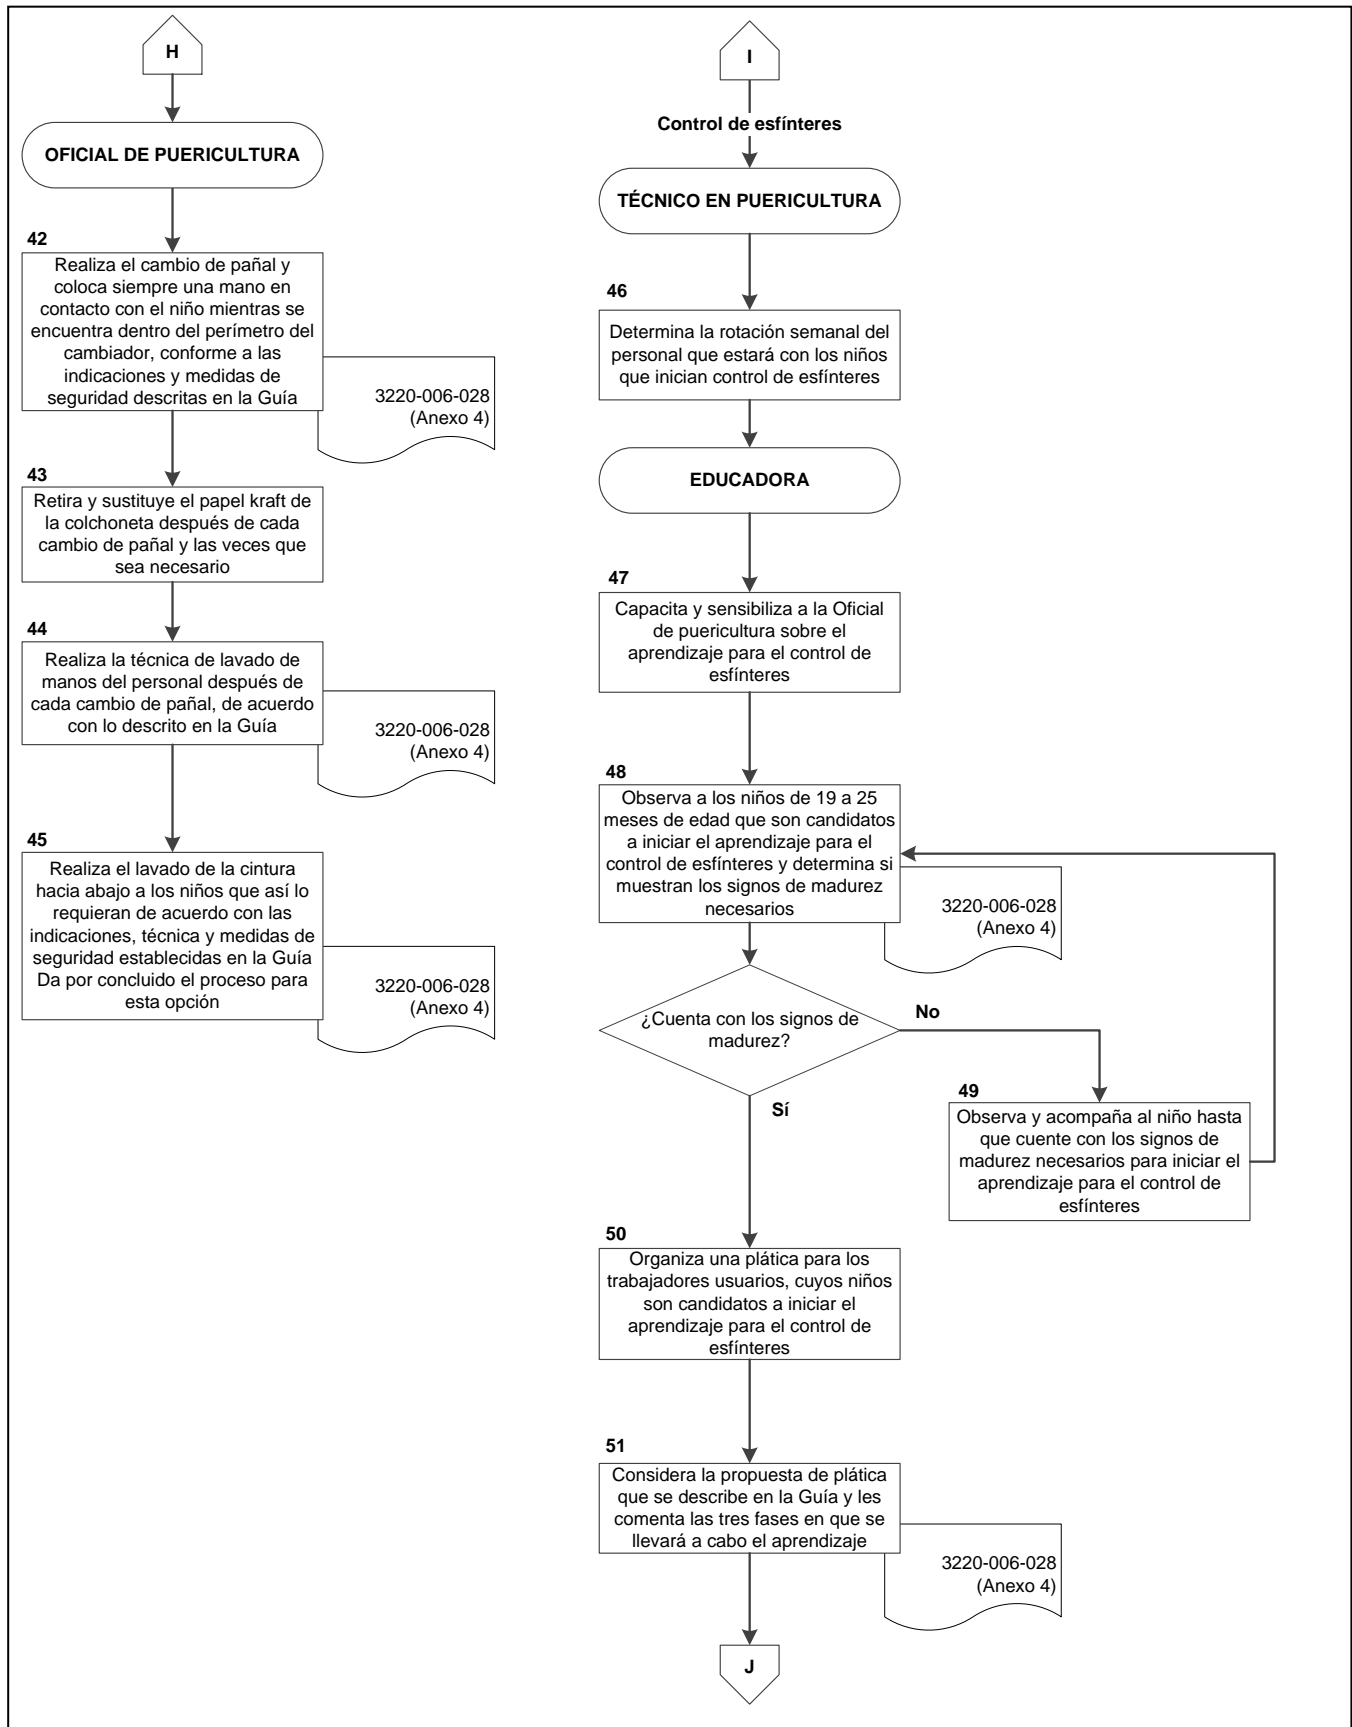 H
OFICIAL DE PUERICULTURA
42
Realiza el cambio de pañal y
coloca siempre una mano en
contacto con el niño mientras se
encuentra dentro del perímetro del
cambiador, conforme a las
indicaciones y medidas de
seguridad descritas en la Guía
3220-006-028
(Anexo 4)
43
Retira y sustituye el papel kraft de
la colchoneta después de cada
cambio de pañal y las veces que
sea necesario
44
Realiza la técnica de lavado de
manos del personal después de
cada cambio de pañal, de acuerdo
con lo descrito en la Guía
3220-006-028
(Anexo 4)
45
Realiza el lavado de la cintura
hacia abajo a los niños que así lo
requieran de acuerdo con las
indicaciones, técnica y medidas de
seguridad establecidas en la Guía
Da por concluido el proceso para
esta opción
3220-006-028
(Anexo 4)
I
Control de esfínteres
TÉCNICO EN PUERICULTURA
46
Determina la rotación semanal del
personal que estará con los niños
que inician control de esfínteres
EDUCADORA
47
Capacita y sensibiliza a la Oficial
de puericultura sobre el
aprendizaje para el control de
esfínteres
48
Observa a los niños de 19 a 25
meses de edad que son candidatos
a iniciar el aprendizaje para el
control de esfínteres y determina si
muestran los signos de madurez
necesarios
3220-006-028
(Anexo 4)
¿Cuenta con los signos de
madurez?
No
Sí
49
Observa y acompaña al niño hasta
que cuente con los signos de
madurez necesarios para iniciar el
aprendizaje para el control de
esfínteres
50
Organiza una plática para los
trabajadores usuarios, cuyos niños
son candidatos a iniciar el
aprendizaje para el control de
esfínteres
51
Considera la propuesta de plática
que se describe en la Guía y les
comenta las tres fases en que se
llevará a cabo el aprendizaje
3220-006-028
(Anexo 4)
J